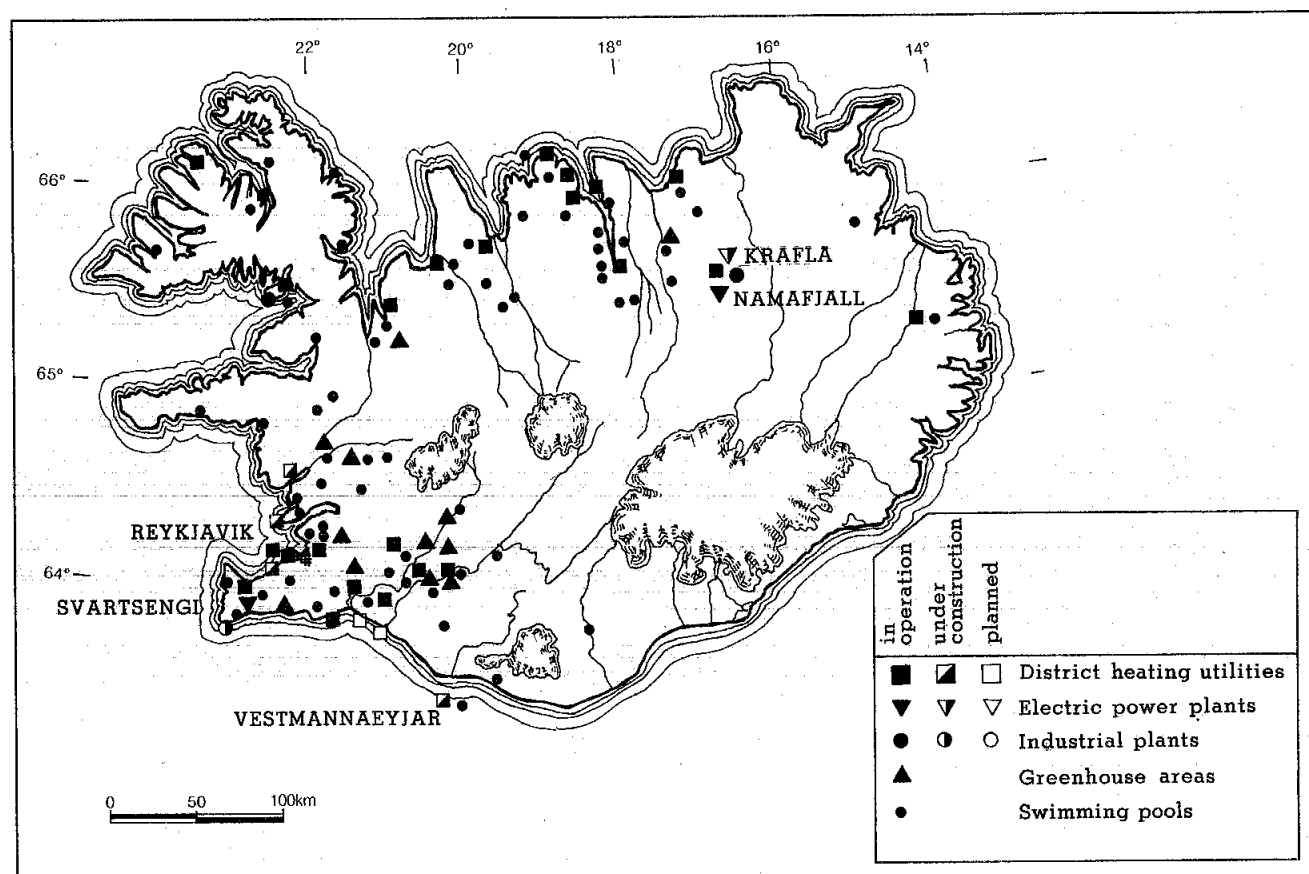 22° 20° 18° 16° 14°
66°
KRAFLA
NAMAFJALL
65°
REYKJAVIK
64°
SVARTSENGI
VESTMANNAEYJAR
0 50 100km
in operation
under construction
planned
District heating utilities
Electric power plants
Industrial plants
Greenhouse areas
Swimming pools